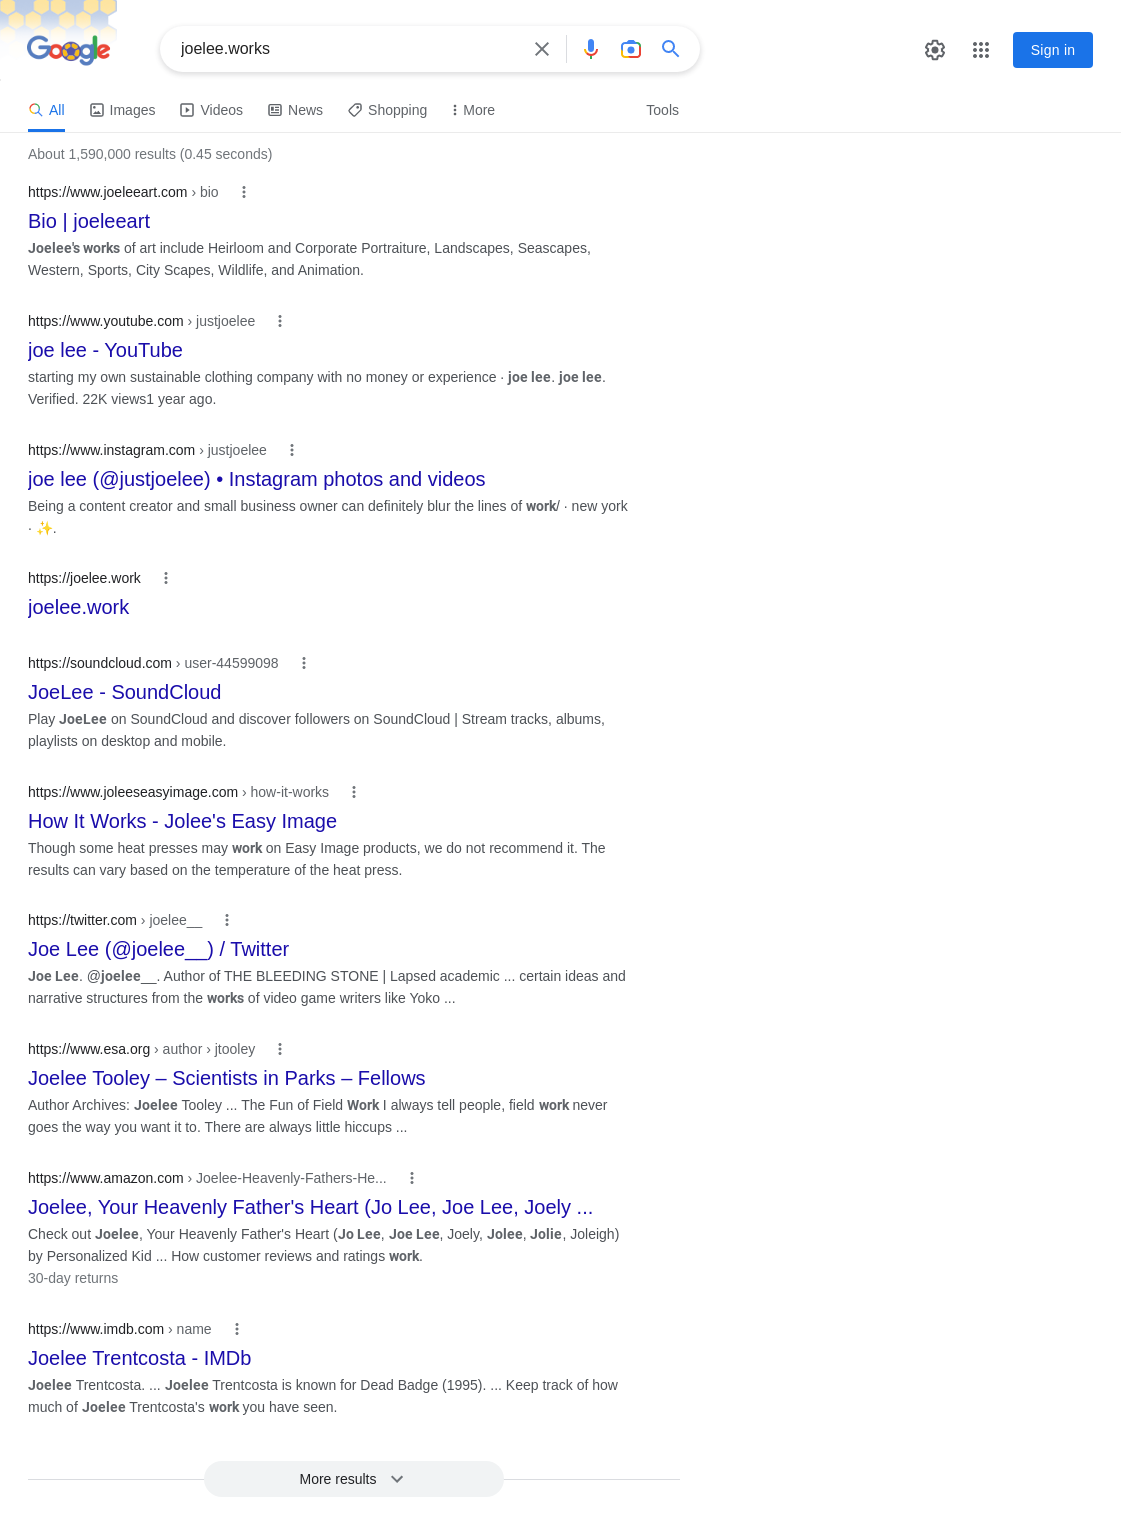 Google
joelee.works
Sign in
All
Images
Videos
News
Shopping
More
Tools
About 1,590,000 results (0.45 seconds)
https://www.joeleeart.com › bio
Bio | joeleeart
Joelee's works of art include Heirloom and Corporate Portraiture, Landscapes, Seascapes,
Western, Sports, City Scapes, Wildlife, and Animation.
https://www.youtube.com › justjoelee
joe lee - YouTube
starting my own sustainable clothing company with no money or experience · joe lee. joe lee.
Verified. 22K views1 year ago.
https://www.instagram.com › justjoelee
joe lee (@justjoelee) • Instagram photos and videos
Being a content creator and small business owner can definitely blur the lines of work/ · new york
· ✨.
https://joelee.work
joelee.work
https://soundcloud.com › user-44599098
JoeLee - SoundCloud
Play JoeLee on SoundCloud and discover followers on SoundCloud | Stream tracks, albums,
playlists on desktop and mobile.
https://www.joleeseasyimage.com › how-it-works
How It Works - Jolee's Easy Image
Though some heat presses may work on Easy Image products, we do not recommend it. The
results can vary based on the temperature of the heat press.
https://twitter.com › joelee__
Joe Lee (@joelee__) / Twitter
Joe Lee. @joelee__. Author of THE BLEEDING STONE | Lapsed academic ... certain ideas and
narrative structures from the works of video game writers like Yoko ...
https://www.esa.org › author › jtooley
Joelee Tooley – Scientists in Parks – Fellows
Author Archives: Joelee Tooley ... The Fun of Field Work I always tell people, field work never
goes the way you want it to. There are always little hiccups ...
https://www.amazon.com › Joelee-Heavenly-Fathers-He...
Joelee, Your Heavenly Father's Heart (Jo Lee, Joe Lee, Joely ...
Check out Joelee, Your Heavenly Father's Heart (Jo Lee, Joe Lee, Joely, Jolee, Jolie, Joleigh)
by Personalized Kid ... How customer reviews and ratings work.
30-day returns
https://www.imdb.com › name
Joelee Trentcosta - IMDb
Joelee Trentcosta. ... Joelee Trentcosta is known for Dead Badge (1995). ... Keep track of how
much of Joelee Trentcosta's work you have seen.
More results